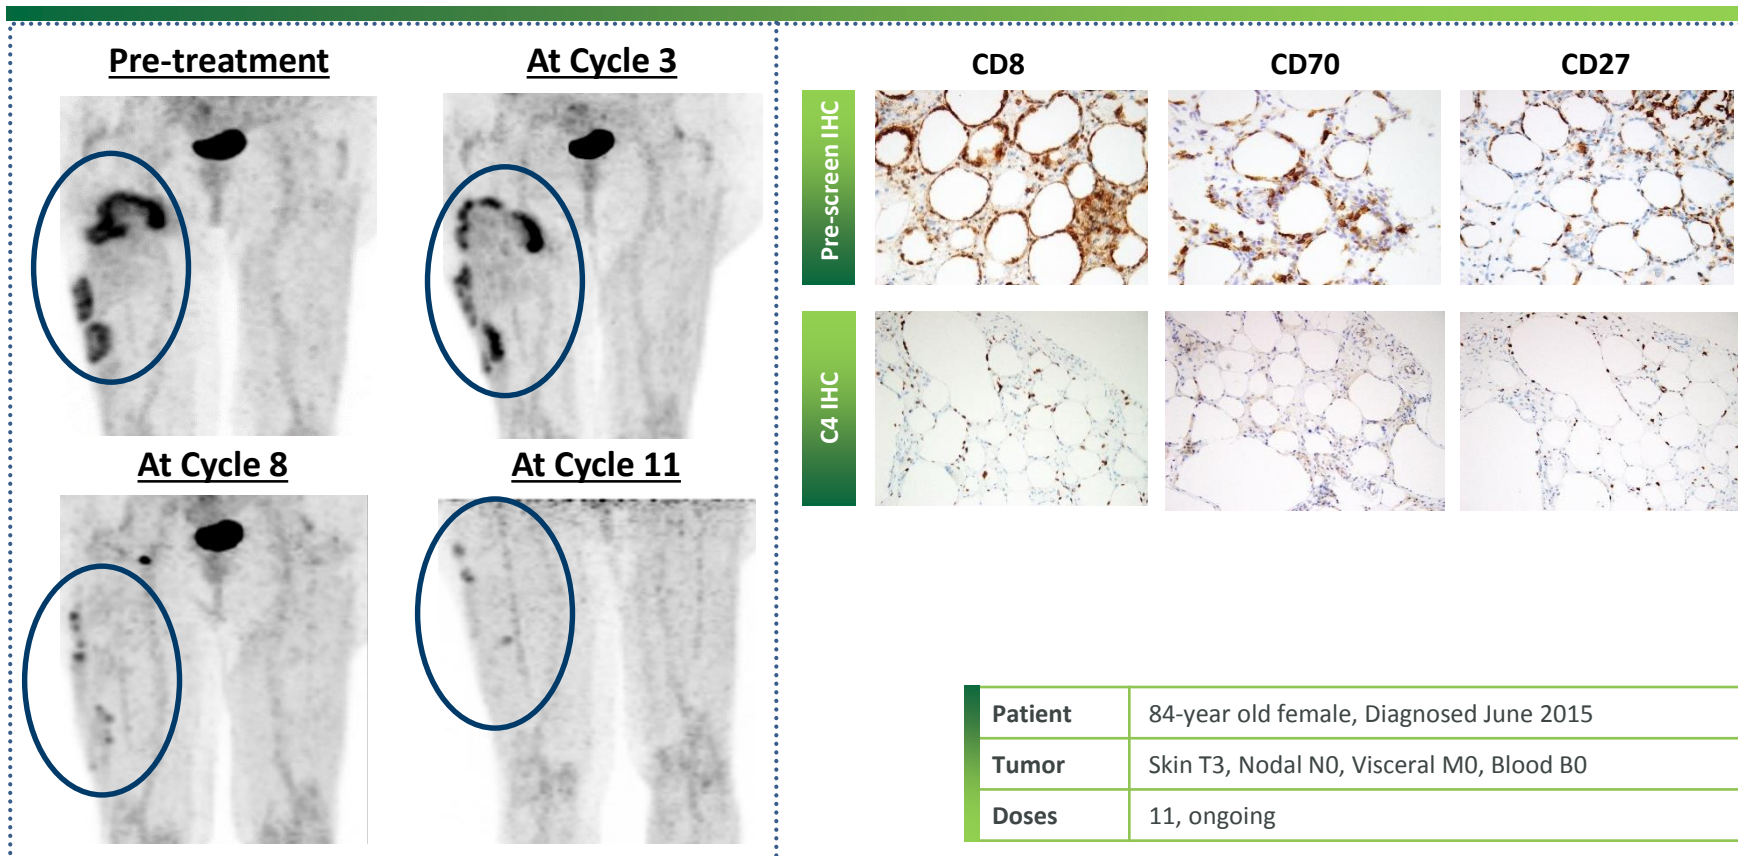 Pre-treatment
At Cycle 3
At Cycle 8
At Cycle 11
CD8 CD70 CD27
Pre-screen IHC
C4 IHC
Patient 84-year old female, Diagnosed June 2015
Tumor Skin T3, Nodal N0, Visceral M0, Blood B0
Doses 11, ongoing